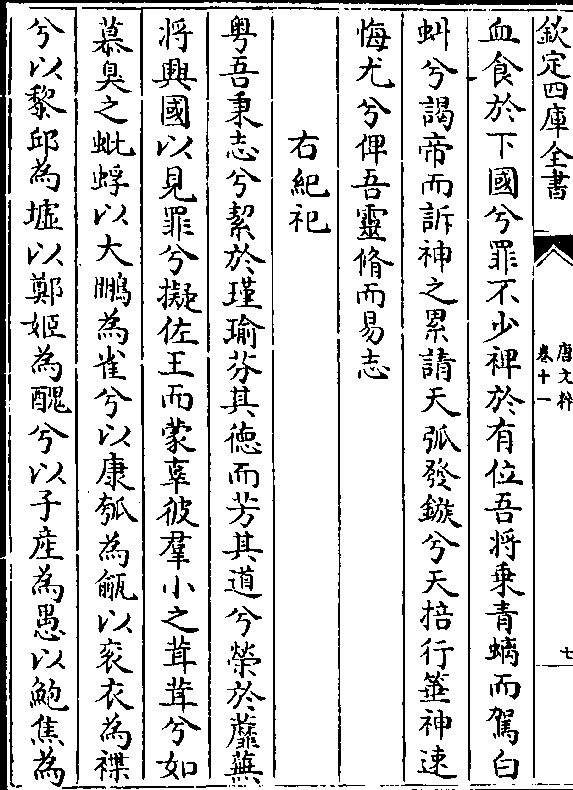 欽定四庫全書
唐文粹
卷十一
七
血食於下國兮罪不少裨於有位吾將乗青螭而駕白
虯兮謁帝而訴神之累請天弧發鏃兮天掊行箠神速
悔尤兮俾吾靈脩而易志
右紀祀
粤吾秉志兮絜於瑾瑜芬其徳而芳其道兮榮於蘼蕪
将興國以見罪兮擬佐王而蒙辜彼羣小之茸茸兮如
慕臭之蚍蜉以大鵬為雀兮以康瓠為甌以衮衣為襍
兮以黎邱為墟以鄭姬為醜兮以子産為愚以鮑焦為